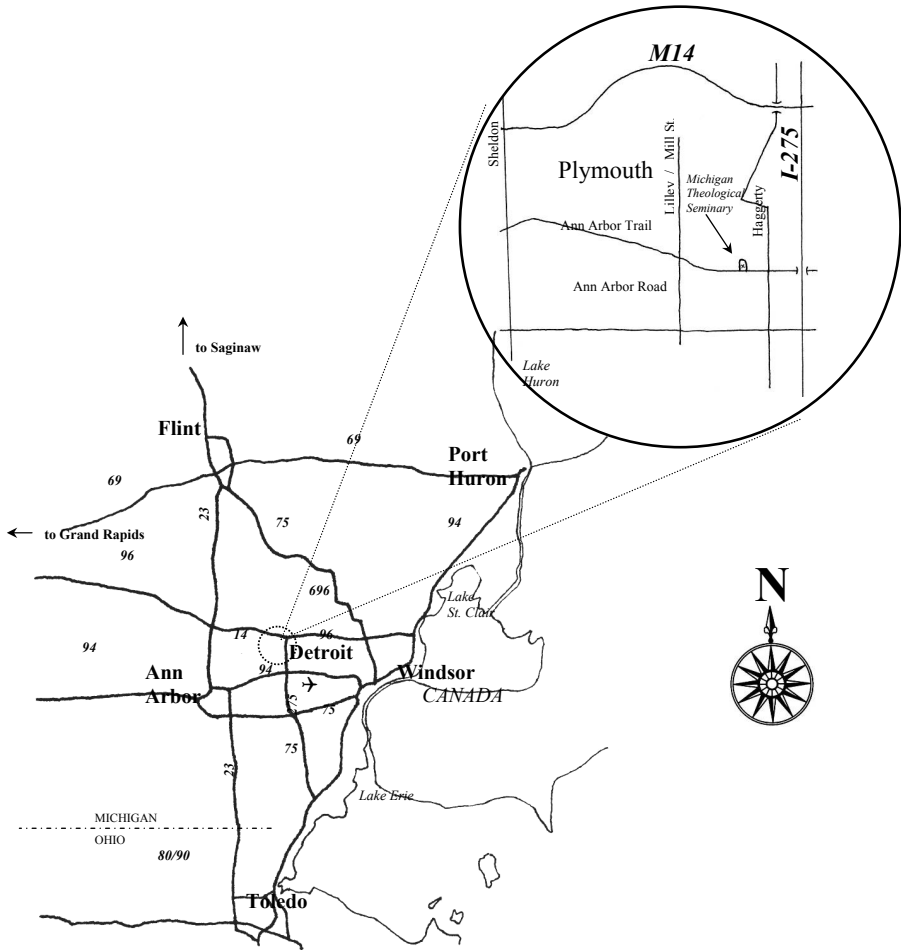 M14
Sheldon
Lilley / Mill St.
I-275
Plymouth
Michigan
Theological
Seminary
Haggerty
Ann Arbor Trail
Ann Arbor Road
to Saginaw
Lake
Huron
Flint
69
Port
Huron
69
23
75
94
to Grand Rapids
96
696
N
Lake
St. Clair
14
96
94
Detroit
94
Ann
Arbor
Windsor
CANADA
275
75
75
23
Lake Erie
MICHIGAN
OHIO
80/90
Toledo